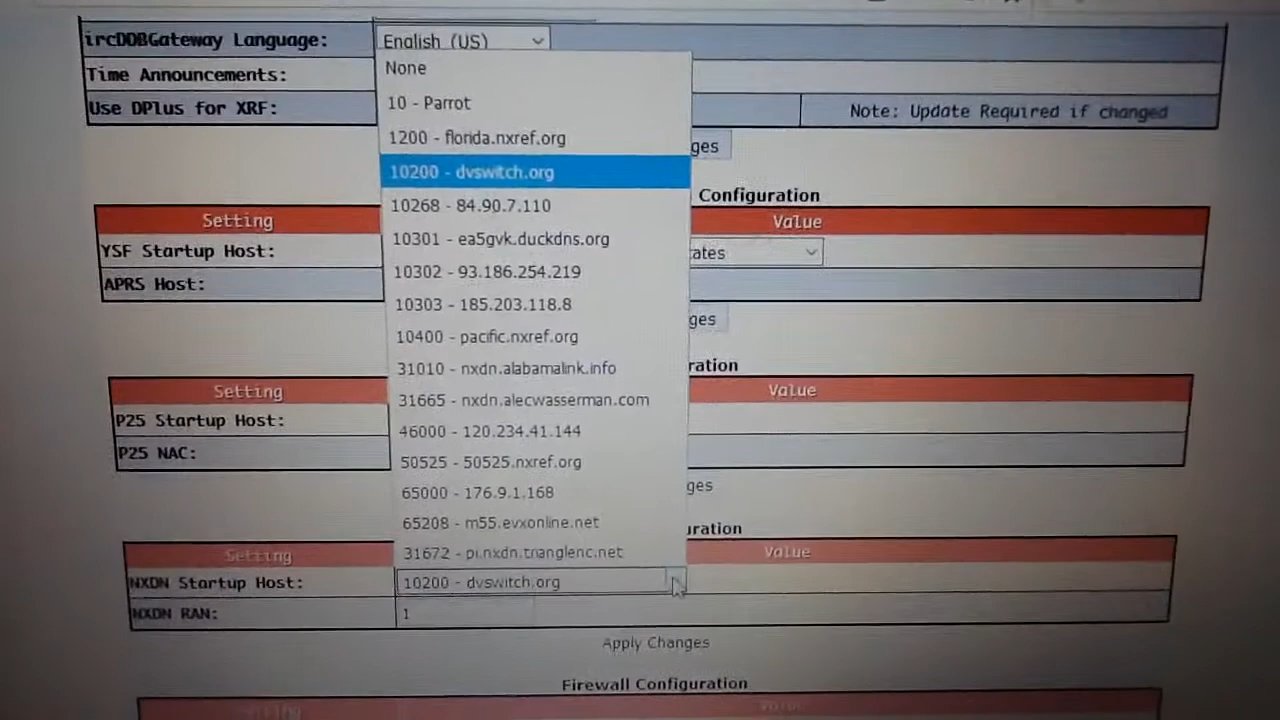 ircDDBGateway Language:
English (US)
Time Announcements:
Use DPlus for XRF:
Note: Update Required if changed
None
10 - Parrot
1200 - florida.nxref.org
10200 - dvswitch.org
10268 - 84.90.7.110
10301 - ea5gvk.duckdns.org
10302 - 93.186.254.219
10303 - 185.203.118.8
10400 - pacific.nxref.org
31010 - nxdn.alabamalink.info
31665 - nxdn.alecwasserman.com
46000 - 120.234.41.144
50525 - 50525.nxref.org
65000 - 176.9.1.168
65208 - m55.evxonline.net
31672 - pi.nxdn.trianglenc.net
ges
Configuration
Setting Value
YSF Startup Host: ates
APRS Host:
ges
ration
Setting Value
P25 Startup Host:
P25 NAC:
ges
uration
Setting Value
NXDN Startup Host: 10200 - dvswitch.org
NXDN RAN: 1
Apply Changes
Firewall Configuration
Setting Value